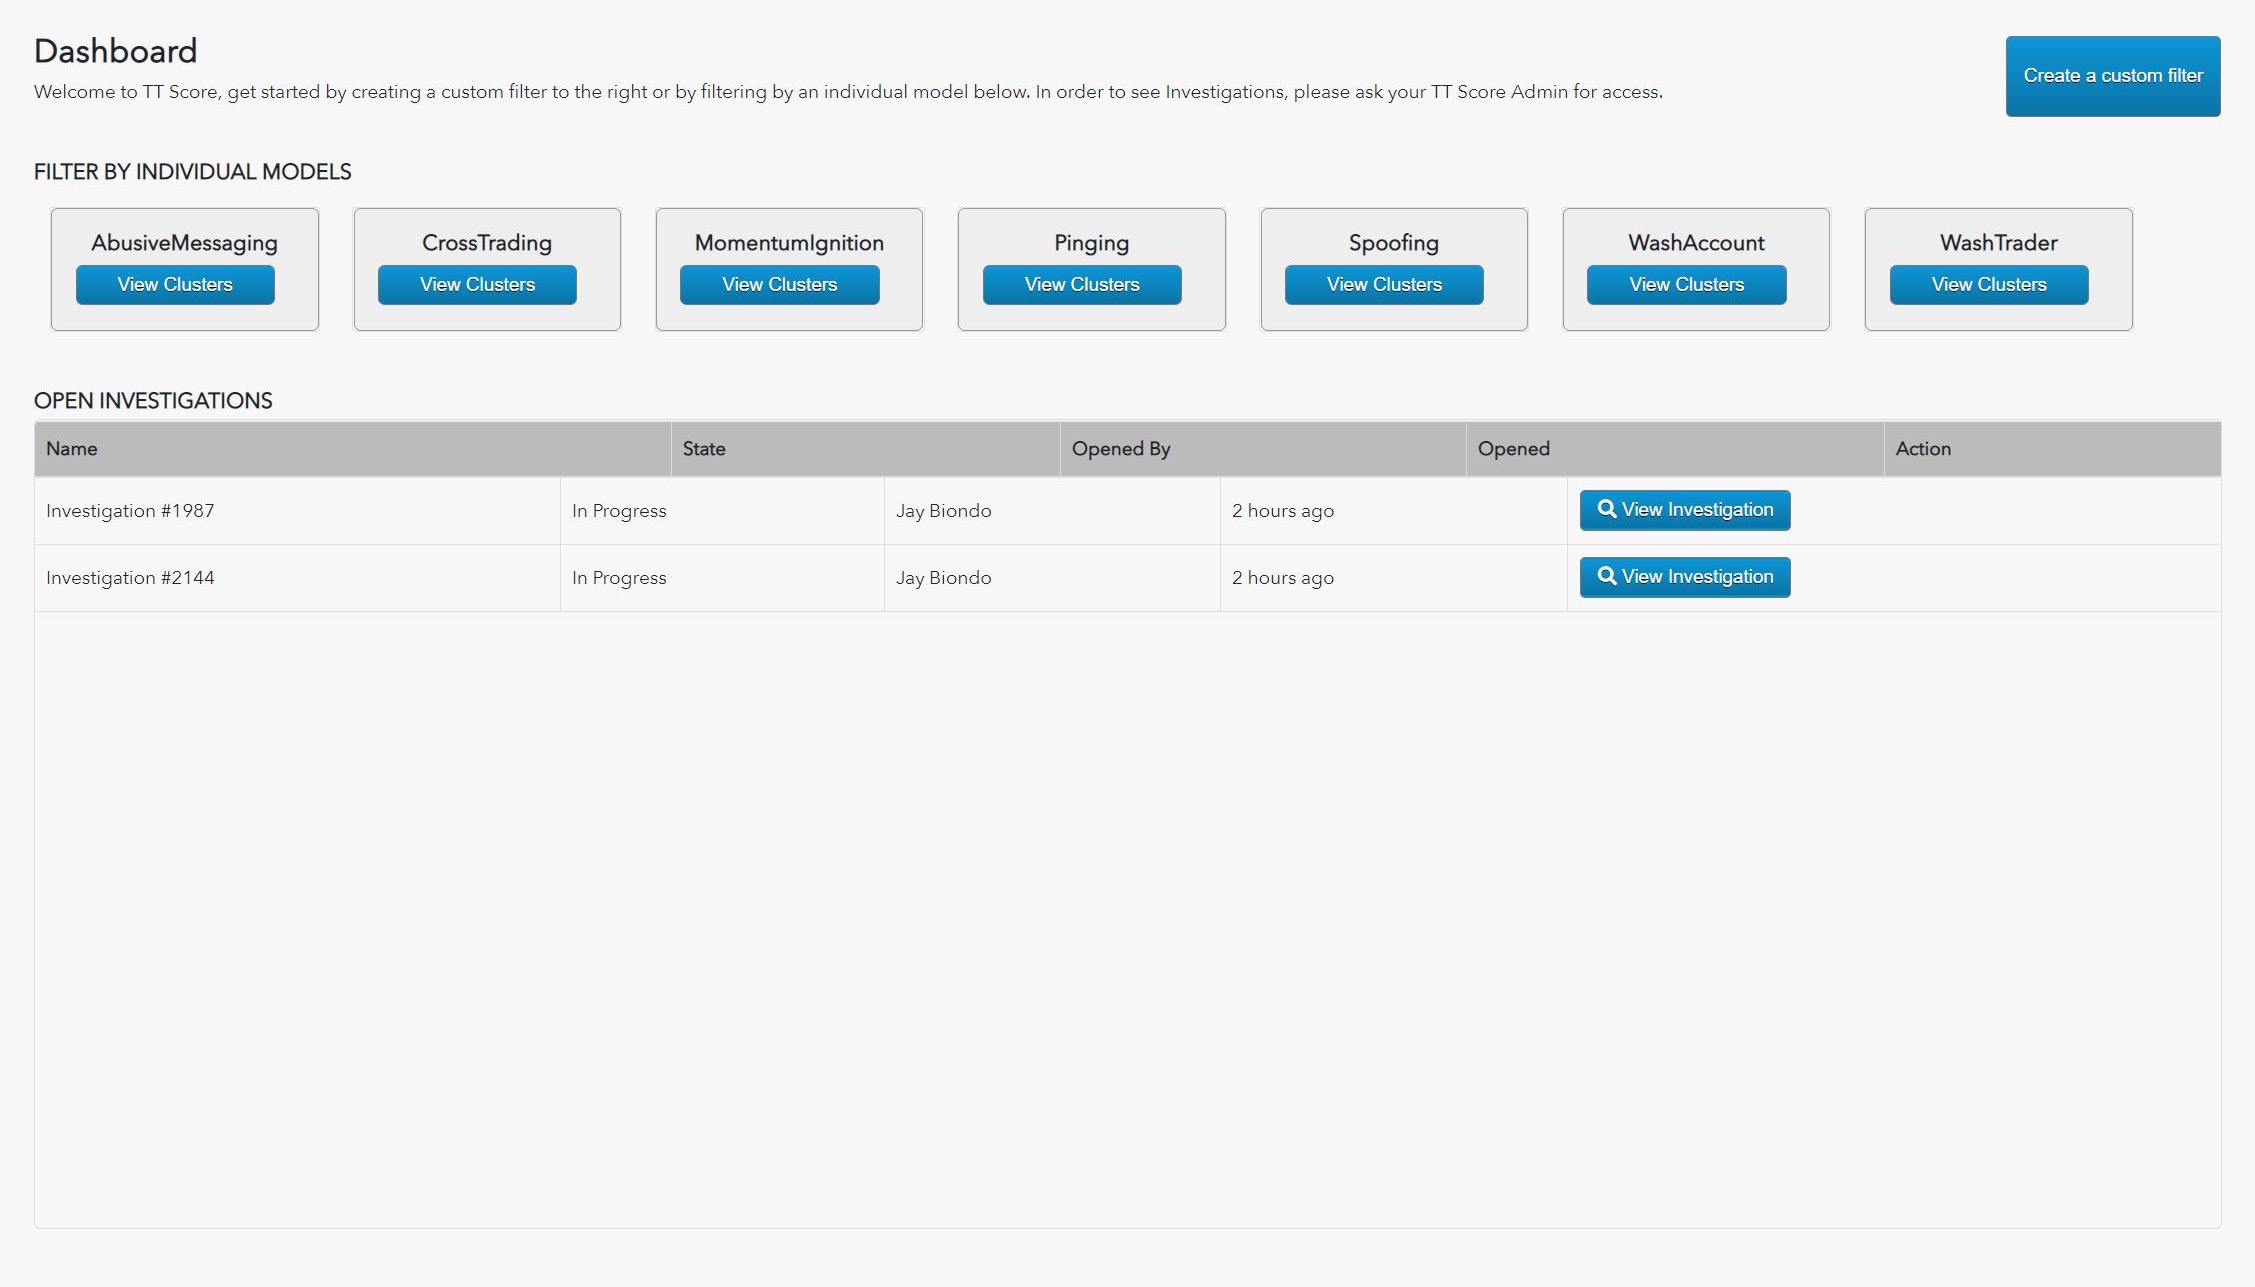 Dashboard
Create a custom filter
Welcome to TT Score, get started by creating a custom filter to the right or by filtering by an individual model below. In order to see Investigations, please ask your TT Score Admin for access.
FILTER BY INDIVIDUAL MODELS
AbusiveMessaging CrossTrading MomentumIgnition Pinging Spoofing WashAccount WashTrader
View Clusters View Clusters View Clusters View Clusters View Clusters View Clusters View Clusters
OPEN INVESTIGATIONS
Name State Opened By Opened Action
Investigation #1987 In Progress Jay Biondo 2 hours ago View Investigation
Investigation #2144 In Progress Jay Biondo 2 hours ago View Investigation